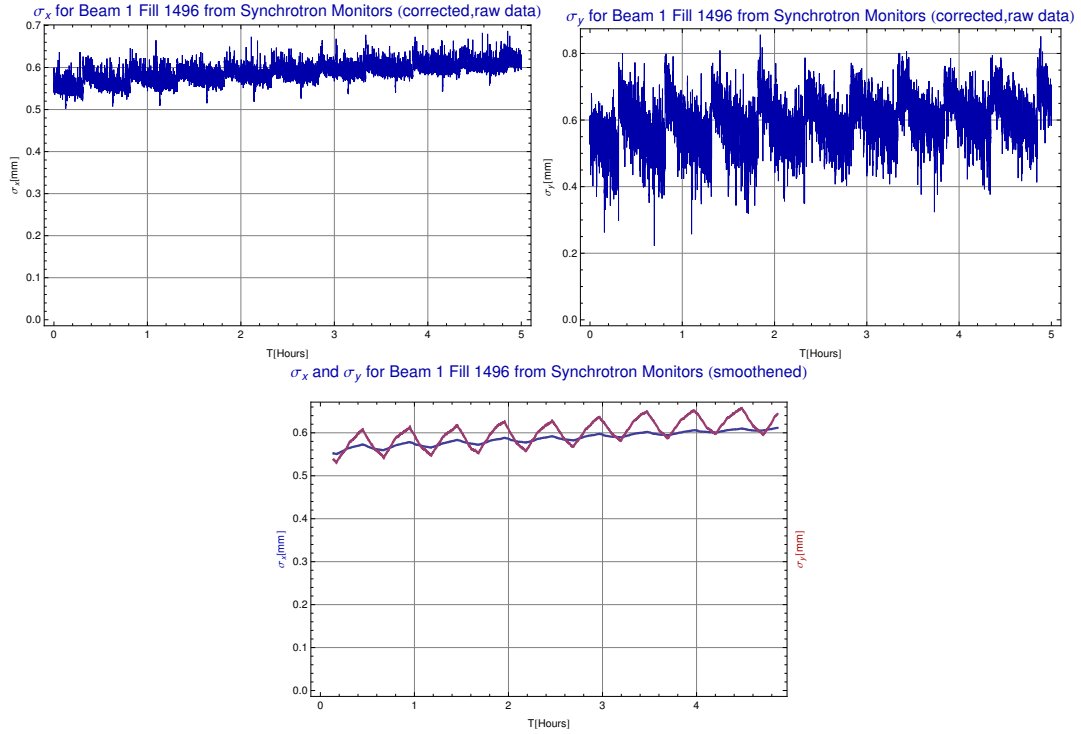 σx for Beam 1 Fill 1496 from Synchrotron Monitors (corrected,raw data)
0.7
0.6
0.5
0.4
0.3
0.2
0.1
0.0
σx[mm]
0 1 2 3 4 5
T[Hours]
σy for Beam 1 Fill 1496 from Synchrotron Monitors (corrected,raw data)
0.8
0.6
0.4
0.2
0.0
σy[mm]
0 1 2 3 4 5
T[Hours]
σx and σy for Beam 1 Fill 1496 from Synchrotron Monitors (smoothened)
0.6
0.5
0.4
0.3
0.2
0.1
0.0
σx[mm]
σy[mm]
0 1 2 3 4
T[Hours]